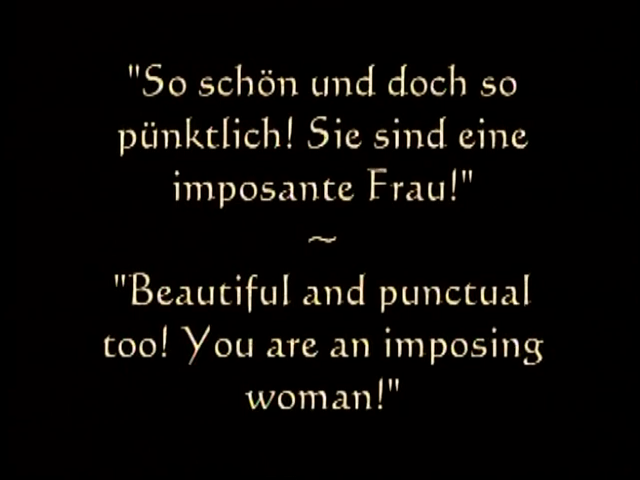 "So schön und doch so
pünktlich! Sie sind eine
imposante Frau!"
~
"Beautiful and punctual
too! You are an imposing
woman!"